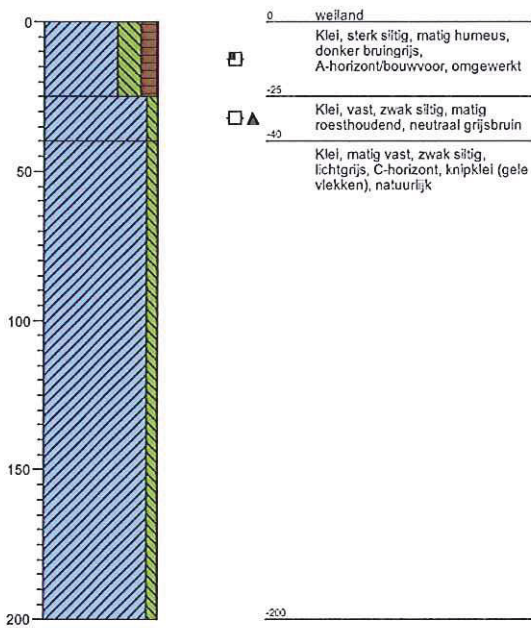 0
50
100
150
200
0 weiland
Klei, sterk siltig, matig humeus,
donker bruingrijs,
A-horizont/bouwvoor, omgewerkt
-25
Klei, vast, zwak siltig, matig
roesthoudend, neutraal grijsbruin
-40
Klei, matig vast, zwak siltig,
lichtgrijs, C-horizont, knipklei (gele
vlekken), natuurlijk
-200